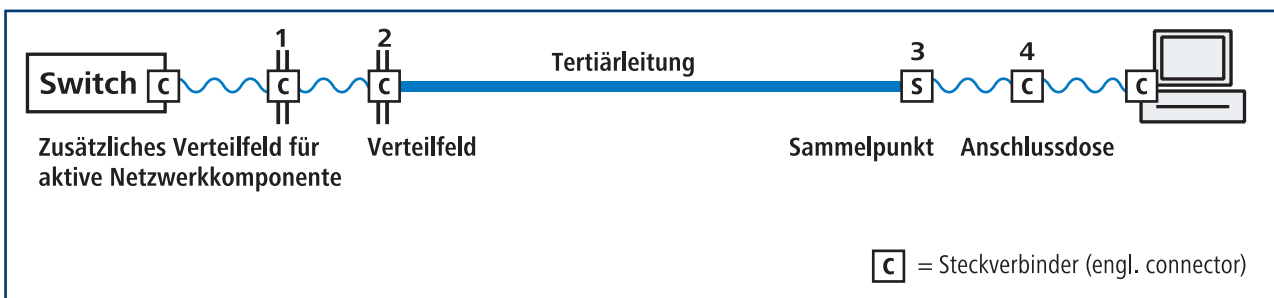 1
2
3
4
Switch
C
C
C
Tertiärleitung
S
C
C
Zusätzliches Verteilfeld für
aktive Netzwerkkomponente
Verteilfeld
Sammelpunkt
Anschlussdose
C = Steckverbinder (engl. connector)